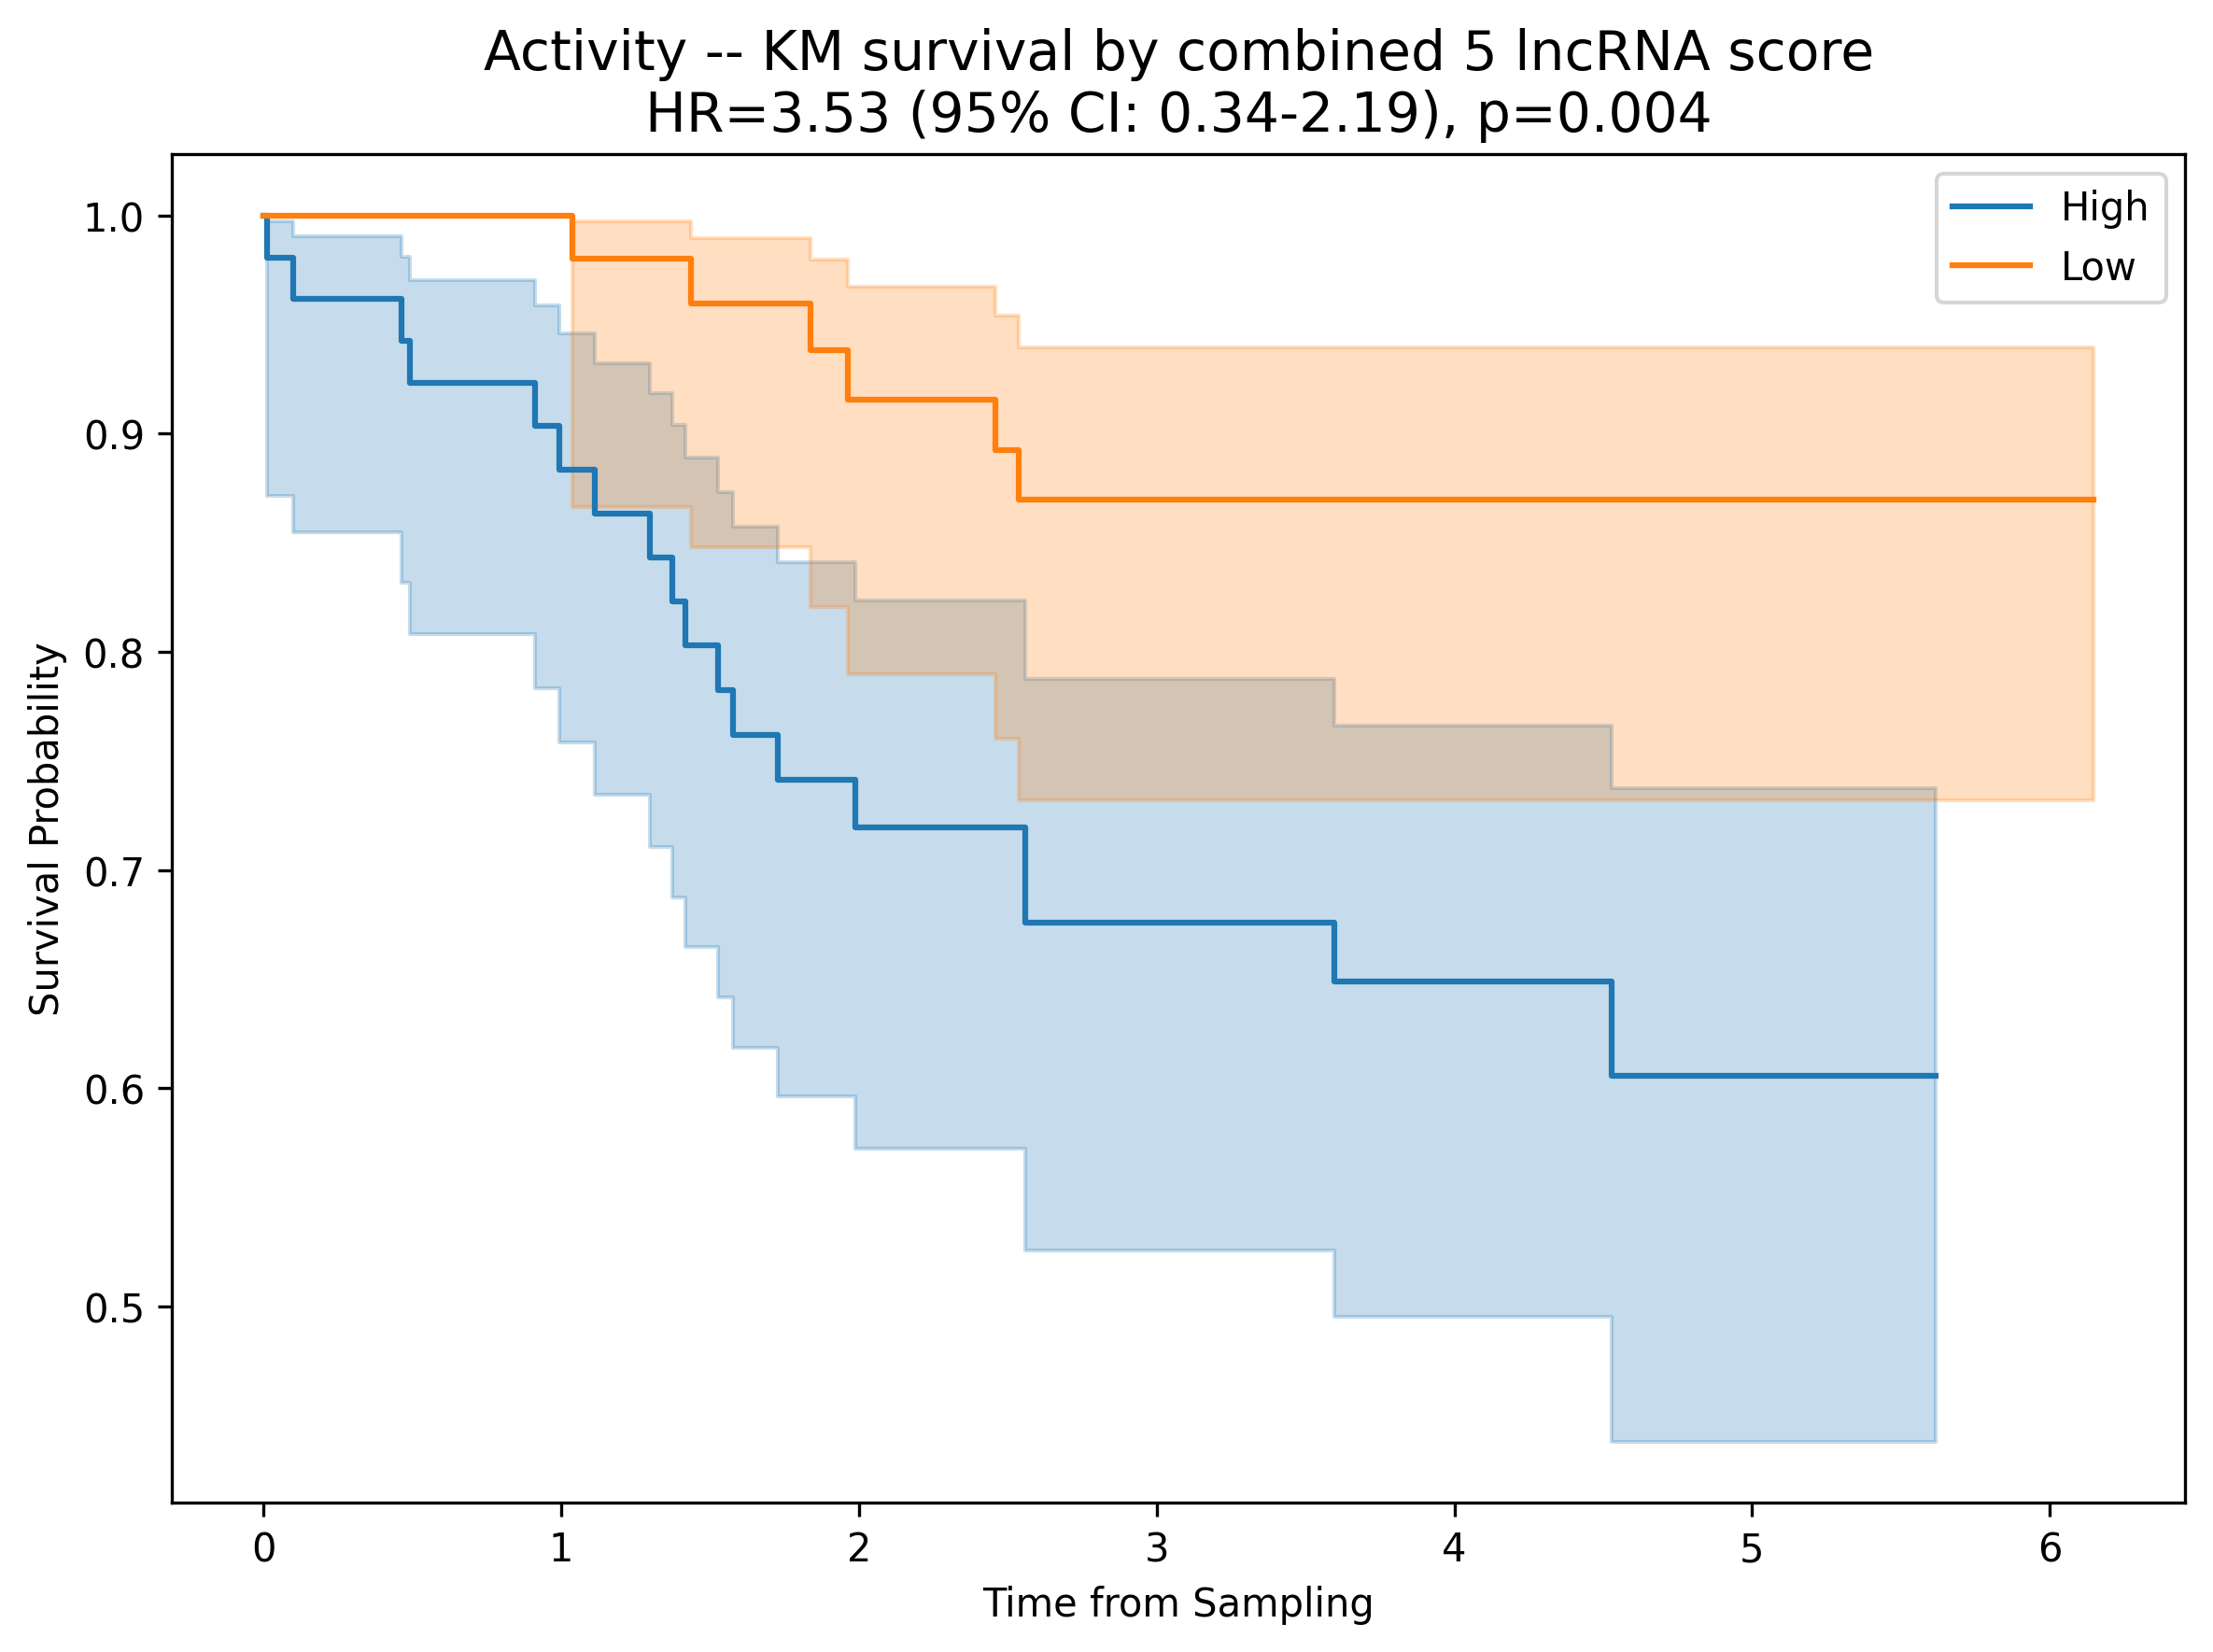 Activity -- KM survival by combined 5 lncRNA score
HR=3.53 (95% CI: 0.34-2.19), p=0.004
High
Low
1.0
0.9
0.8
0.7
0.6
0.5
Survival Probability
0 1 2 3 4 5 6
Time from Sampling